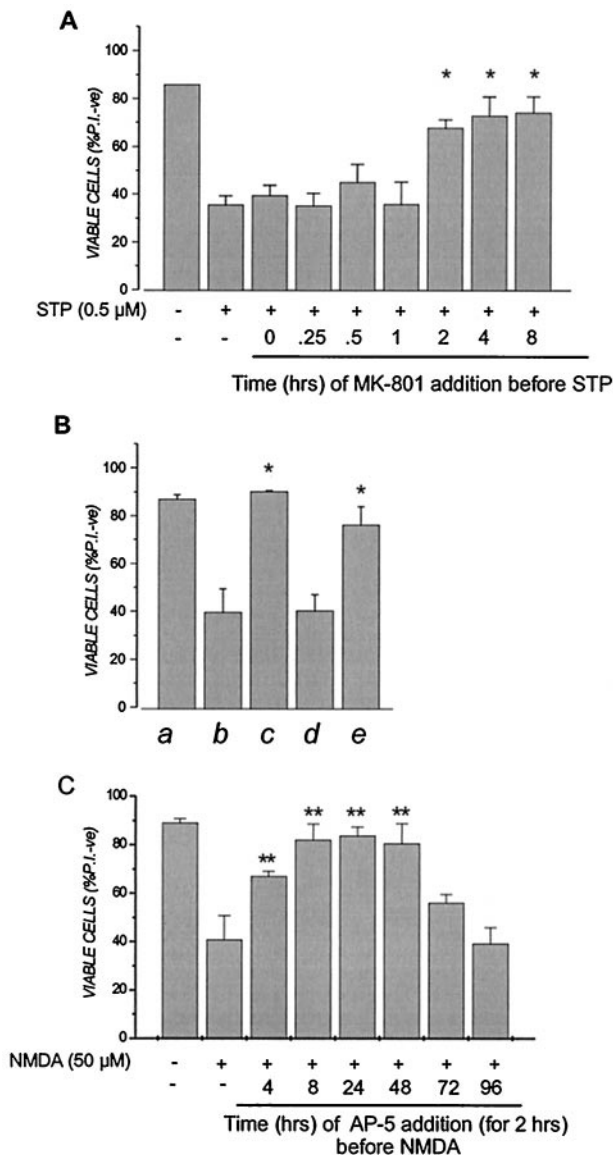 A
VIABLE CELLS (%P.I.-ve)
100
80
60
40
20
0
* * *
STP (0.5 µM) - + + + + + + + +
- - 0 .25 .5 1 2 4 8
Time (hrs) of MK-801 addition before STP
B
VIABLE CELLS (%P.I.-ve)
100
80
60
40
20
0
* *
a b c d e
C
VIABLE CELLS (%P.I.-ve)
100
80
60
40
20
0
** ** ** **
NMDA (50 µM) - + + + + + + +
- - 4 8 24 48 72 96
Time (hrs) of AP-5 addition (for 2 hrs)
before NMDA